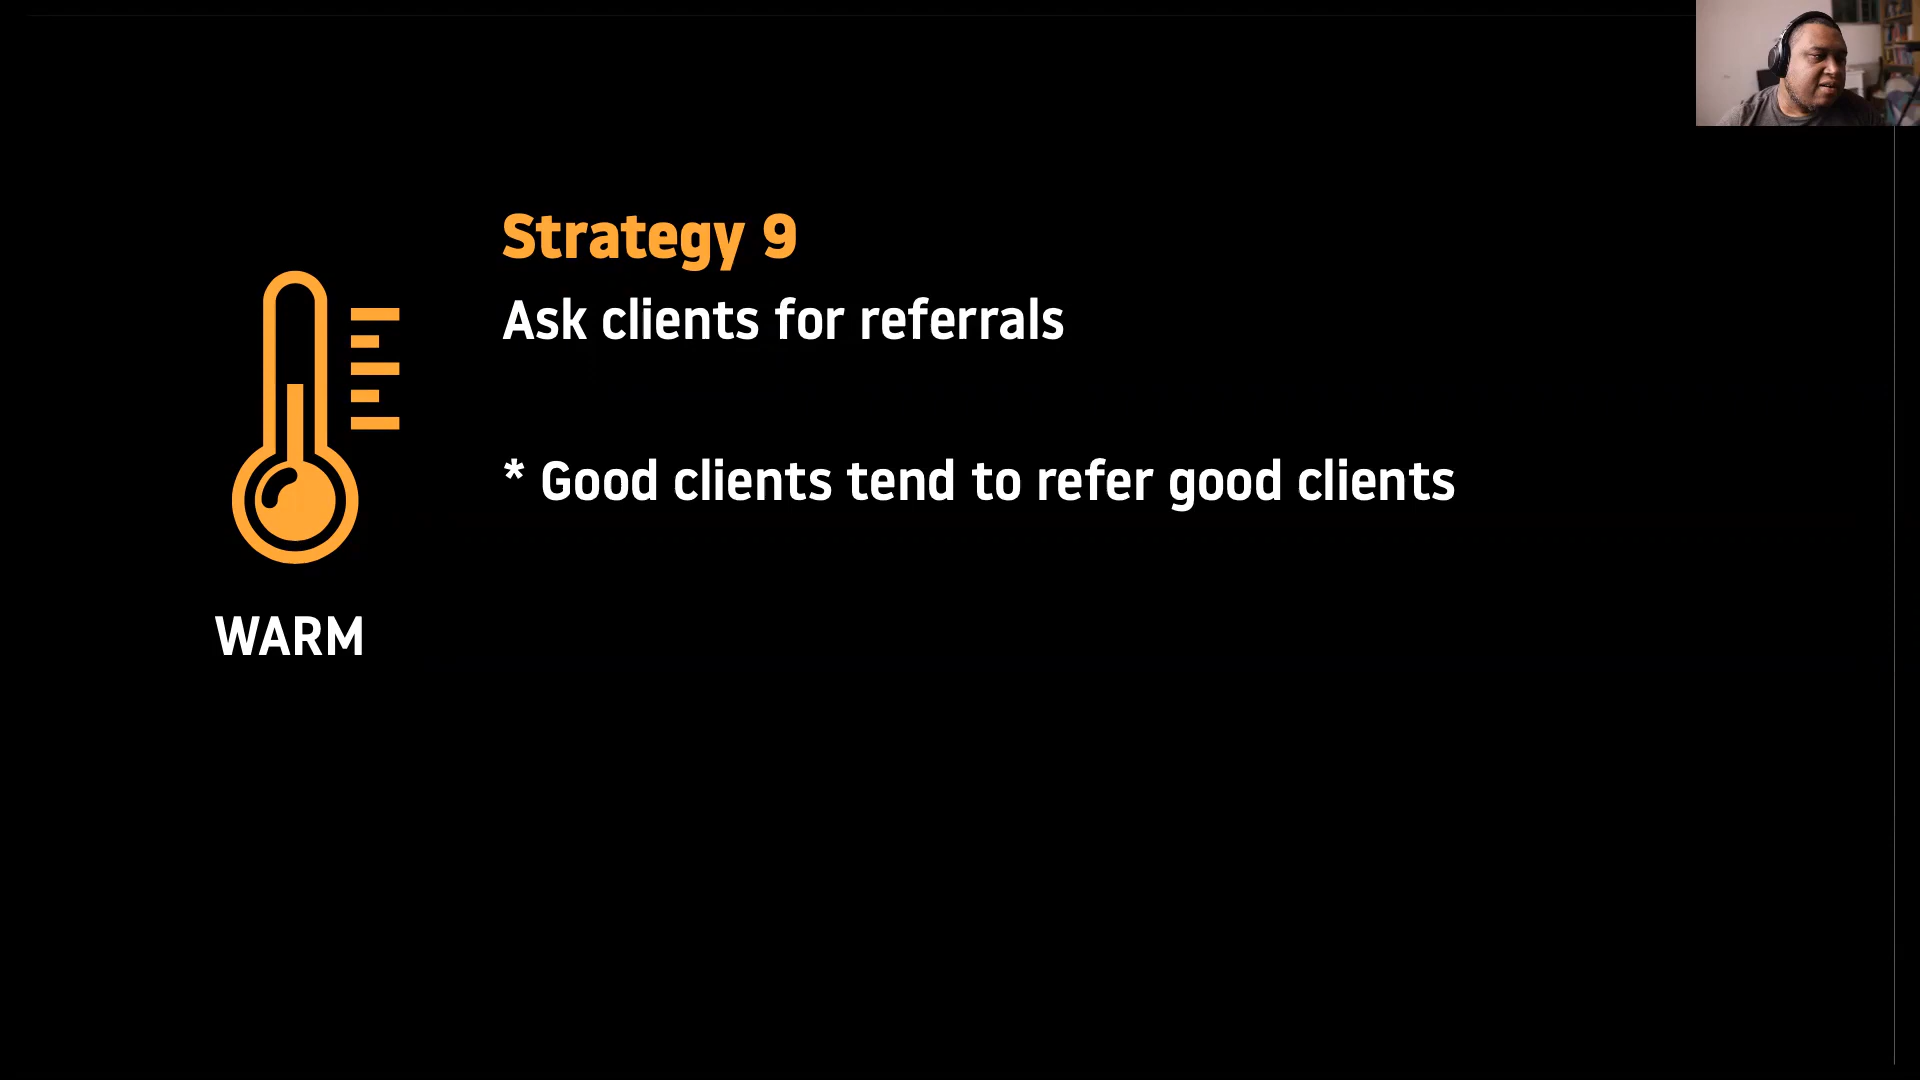 Strategy 9
Ask clients for referrals
* Good clients tend to refer good clients
WARM